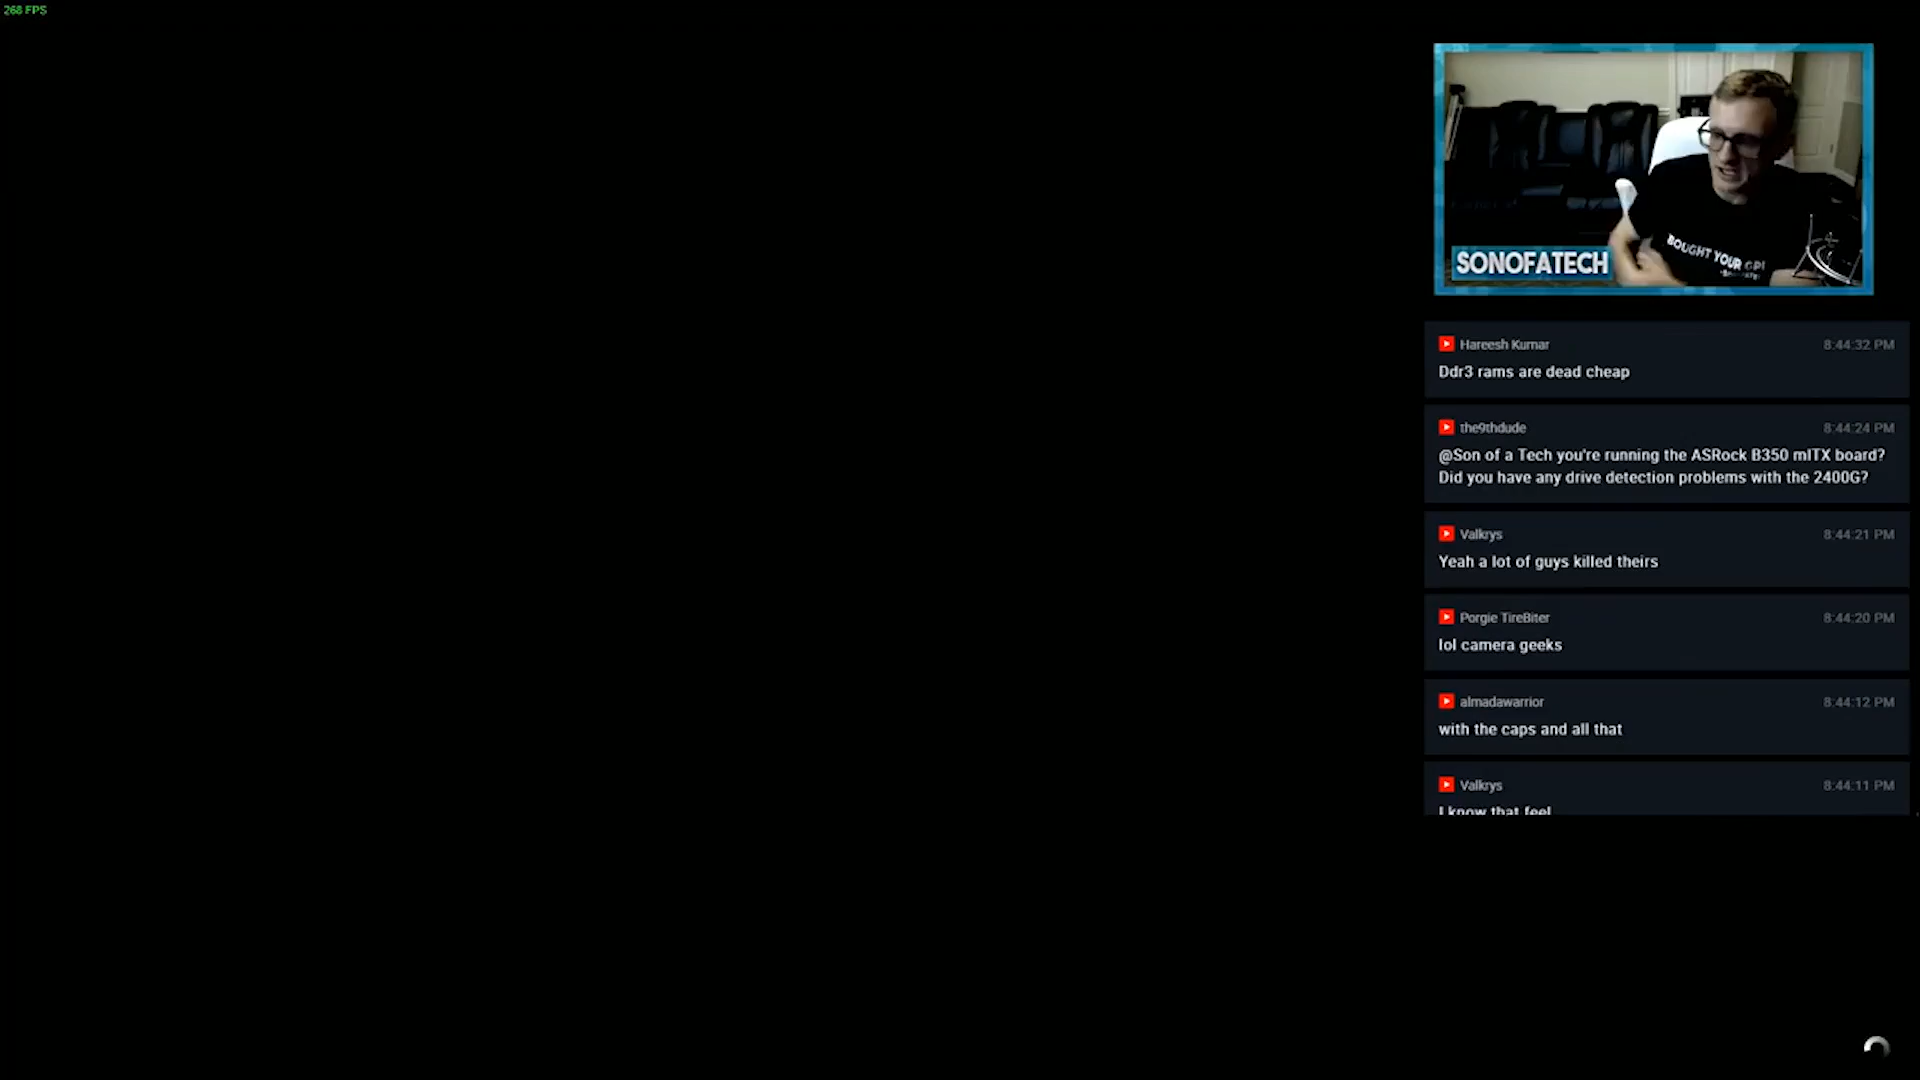 268 FPS
SONOFATECH
BOUGHT YOUR GPU
Hareesh Kumar 8:44:32 PM
Ddr3 rams are dead cheap
the9thdude 8:44:24 PM
@Son of a Tech you're running the ASRock B350 mITX board?
Did you have any drive detection problems with the 2400G?
Valkrys 8:44:21 PM
Yeah a lot of guys killed theirs
Porgie TireBiter 8:44:20 PM
lol camera geeks
almadawarrior 8:44:12 PM
with the caps and all that
Valkrys 8:44:11 PM
I know that feel